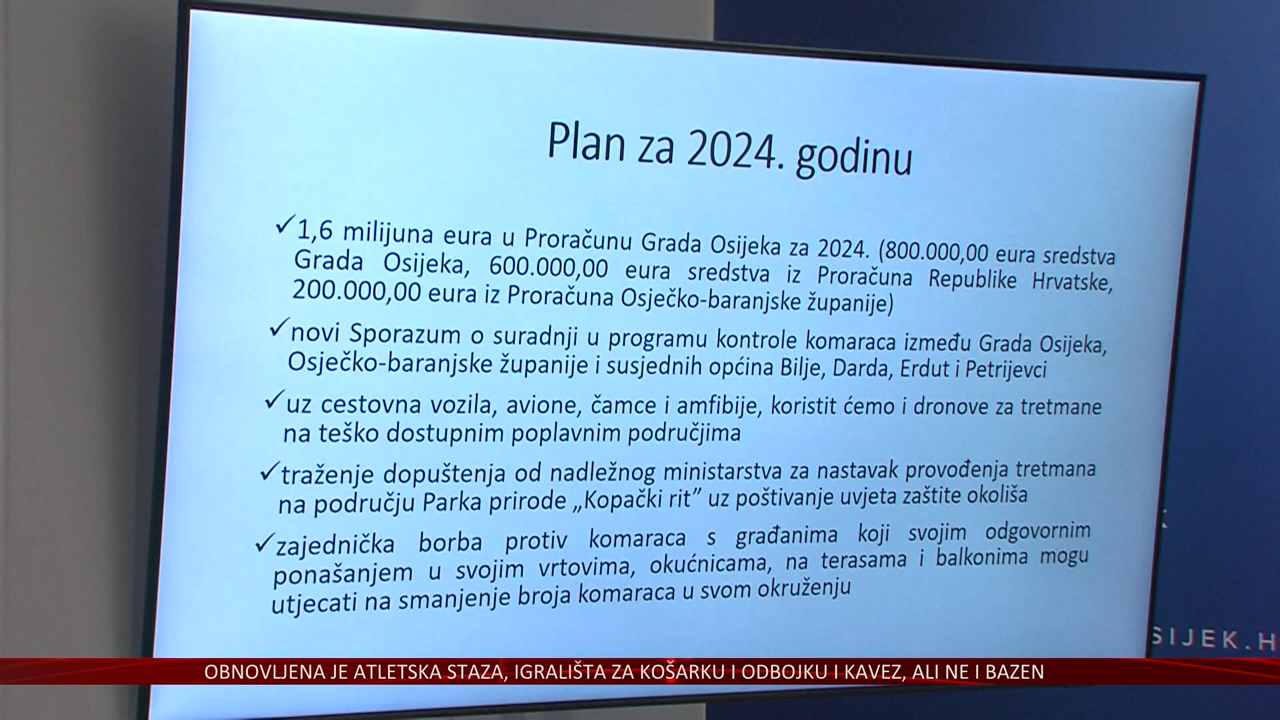 Plan za 2024. godinu
✓1,6 milijuna eura u Proračunu Grada Osijeka za 2024. (800.000,00 eura sredstva
Grada Osijeka, 600.000,00 eura sredstva iz Proračuna Republike Hrvatske,
200.000,00 eura iz Proračuna Osječko-baranjske županije)
✓novi Sporazum o suradnji u programu kontrole komaraca između Grada Osijeka,
Osječko-baranjske županije i susjednih općina Bilje, Darda, Erdut i Petrijevci
✓uz cestovna vozila, avione, čamce i amfibije, koristit ćemo i dronove za tretmane
na teško dostupnim poplavnim područjima
✓traženje dopuštenja od nadležnog ministarstva za nastavak provođenja tretmana
na području Parka prirode „Kopački rit” uz poštivanje uvjeta zaštite okoliša
✓zajednička borba protiv komaraca s građanima koji svojim odgovornim
ponašanjem u svojim vrtovima, okućnicama, na terasama i balkonima mogu
utjecati na smanjenje broja komaraca u svom okruženju
SIJEK.H
OBNOVLJENA JE ATLETSKA STAZA, IGRALIŠTA ZA KOŠARKU I ODBOJKU I KAVEZ, ALI NE I BAZEN